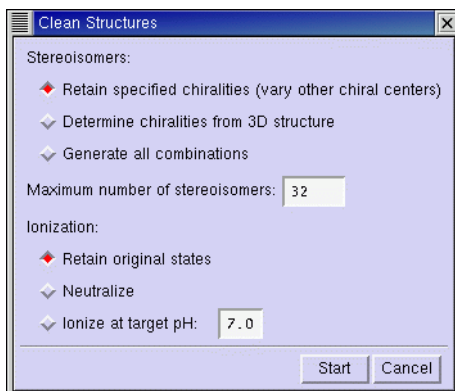 Clean Structures
Stereoisomers:
Retain specified chiralities (vary other chiral centers)
Determine chiralities from 3D structure
Generate all combinations
Maximum number of stereoisomers: 32
Ionization:
Retain original states
Neutralize
Ionize at target pH: 7.0
Start Cancel